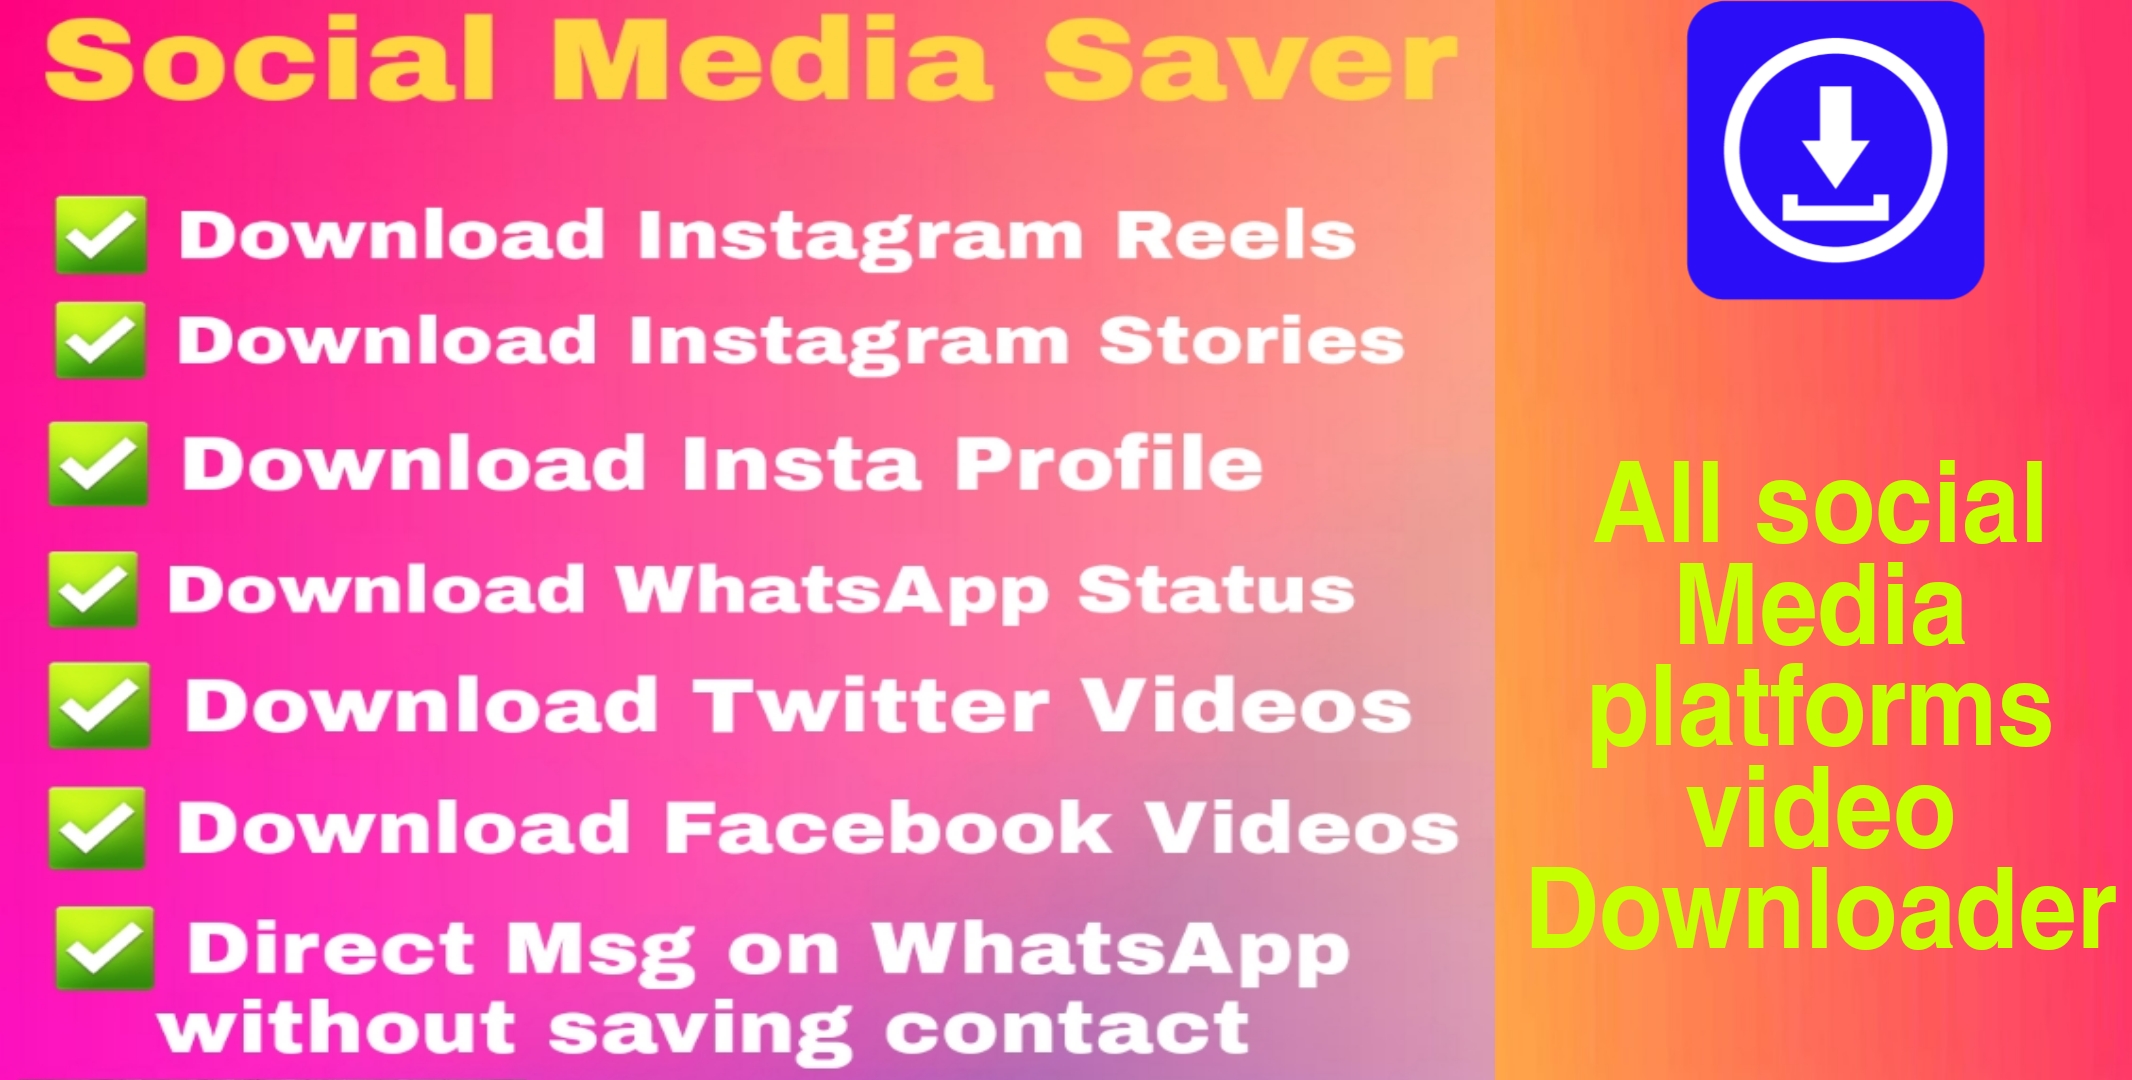 Social Media Saver
Download Instagram Reels
Download Instagram Stories
Download Insta Profile
Download WhatsApp Status
Download Twitter Videos
Download Facebook Videos
Direct Msg on WhatsApp
without saving contact
All social
Media
platforms
video
Downloader